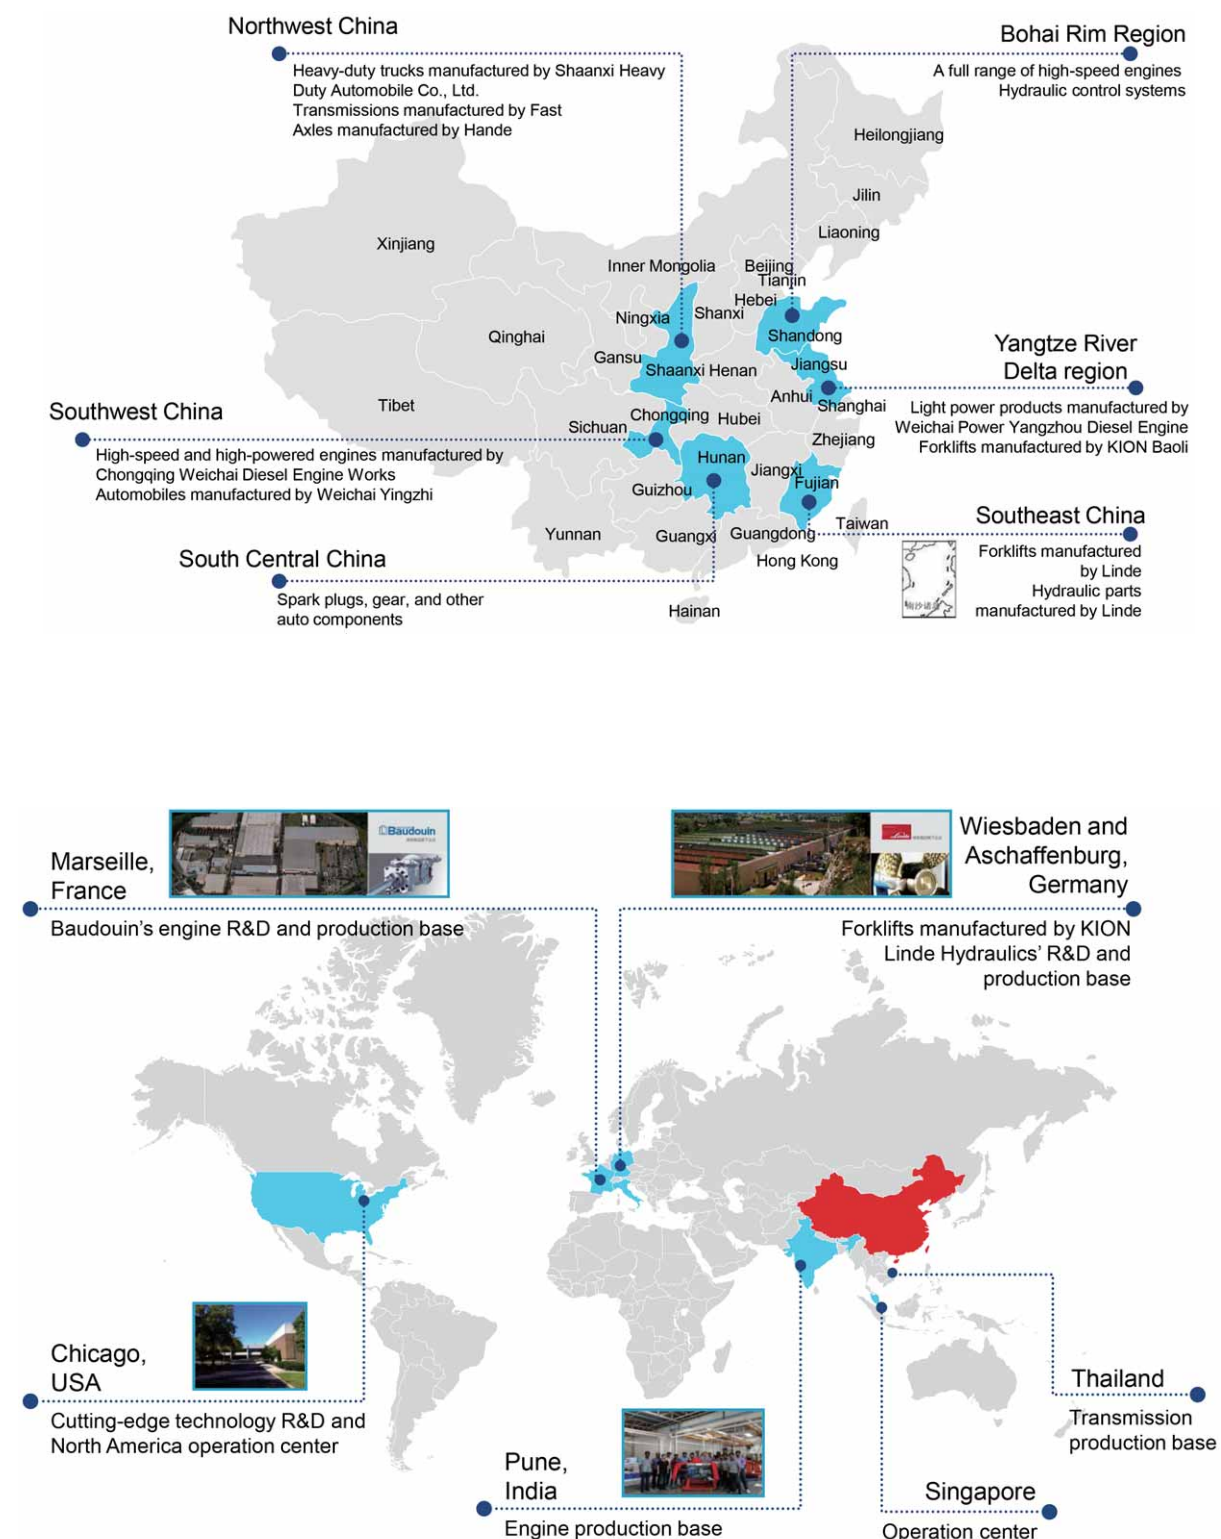 Northwest China
Heavy-duty trucks manufactured by Shaanxi Heavy
Duty Automobile Co., Ltd.
Transmissions manufactured by Fast
Axles manufactured by Hande
Bohai Rim Region
A full range of high-speed engines
Hydraulic control systems
Heilongjiang
Jilin
Liaoning
Xinjiang
Inner Mongolia
Beijing
Tianjin
Hebei
Ningxia
Shanxi
Qinghai
Shandong
Gansu
Shaanxi
Henan
Jiangsu
Yangtze River
Delta region
Light power products manufactured by
Weichai Power Yangzhou Diesel Engine
Forklifts manufactured by KION Baoli
Tibet
Anhui
Shanghai
Southwest China
High-speed and high-powered engines manufactured by
Chongqing Weichai Diesel Engine Works
Automobiles manufactured by Weichai Yingzhi
Sichuan
Chongqing
Hubei
Zhejiang
Hunan
Jiangxi
Fujian
Guizhou
Yunnan
Guangxi
Guangdong
Taiwan
Hong Kong
Hainan
Southeast China
Forklifts manufactured
by Linde
Hydraulic parts
manufactured by Linde
South Central China
Spark plugs, gear, and other
auto components
Marseille,
France
Baudouin
Baudouin's engine R&D and production base
Wiesbaden and
Aschaffenburg,
Germany
Forklifts manufactured by KION
Linde Hydraulics' R&D and
production base
Chicago,
USA
Cutting-edge technology R&D and
North America operation center
Pune,
India
Engine production base
Thailand
Transmission
production base
Singapore
Operation center